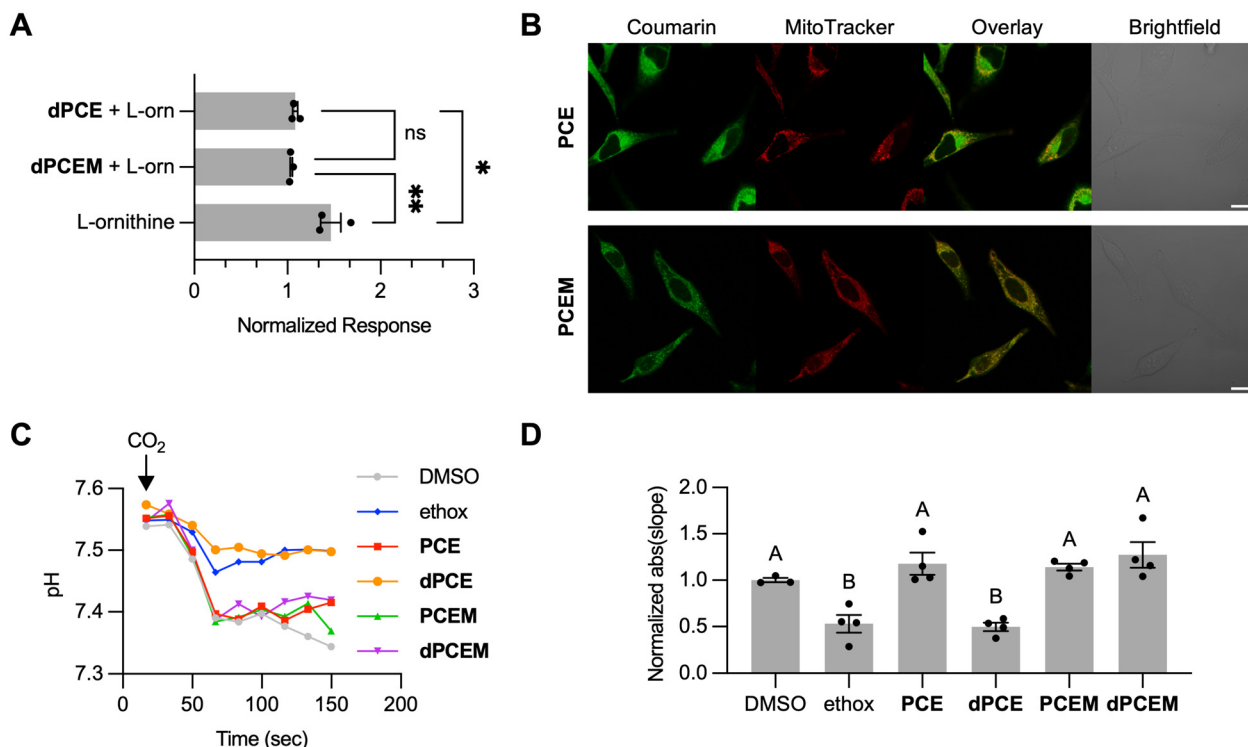 A
dPCE + L-orn
dPCEM + L-orn
L-ornithine
ns
*
**
0
1
2
3
Normalized Response
B
Coumarin
MitoTracker
Overlay
Brightfield
PCE
PCEM
C
CO2
pH
7.6
7.5
7.4
7.3
0
50
100
150
200
Time (sec)
DMSO
ethox
PCE
dPCE
PCEM
dPCEM
D
Normalized abs(slope)
2.0
1.5
1.0
0.5
0.0
A
B
A
B
A
A
DMSO
ethox
PCE
dPCE
PCEM
dPCEM